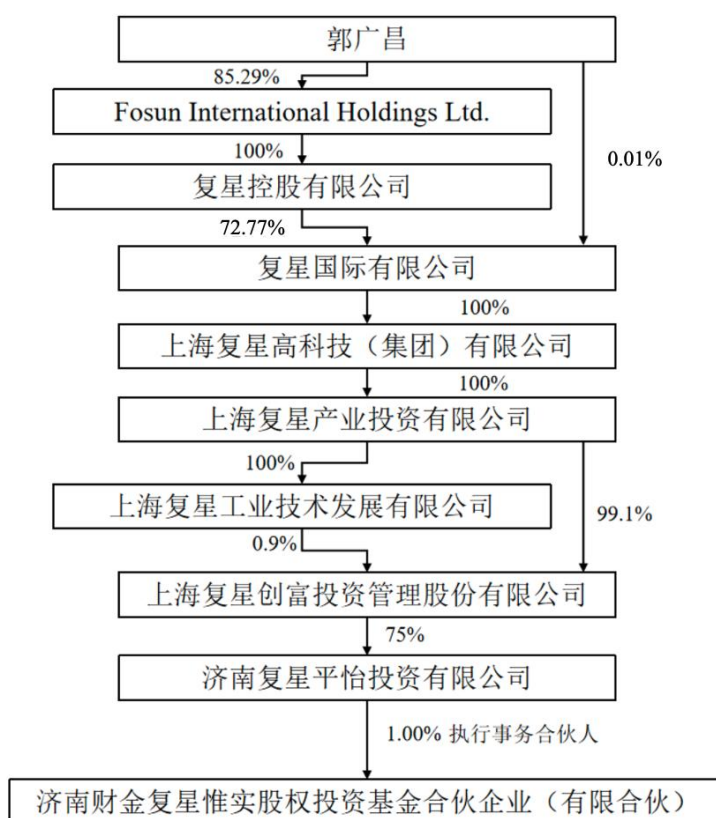 郭广昌
85.29%
Fosun International Holdings Ltd.
100%
0.01%
复星控股有限公司
72.77%
复星国际有限公司
100%
上海复星高科技（集团）有限公司
100%
上海复星产业投资有限公司
100%
上海复星工业技术发展有限公司
99.1%
0.9%
上海复星创富投资管理股份有限公司
75%
济南复星平怡投资有限公司
1.00% 执行事务合伙人
济南财金复星惟实股权投资基金合伙企业（有限合伙）